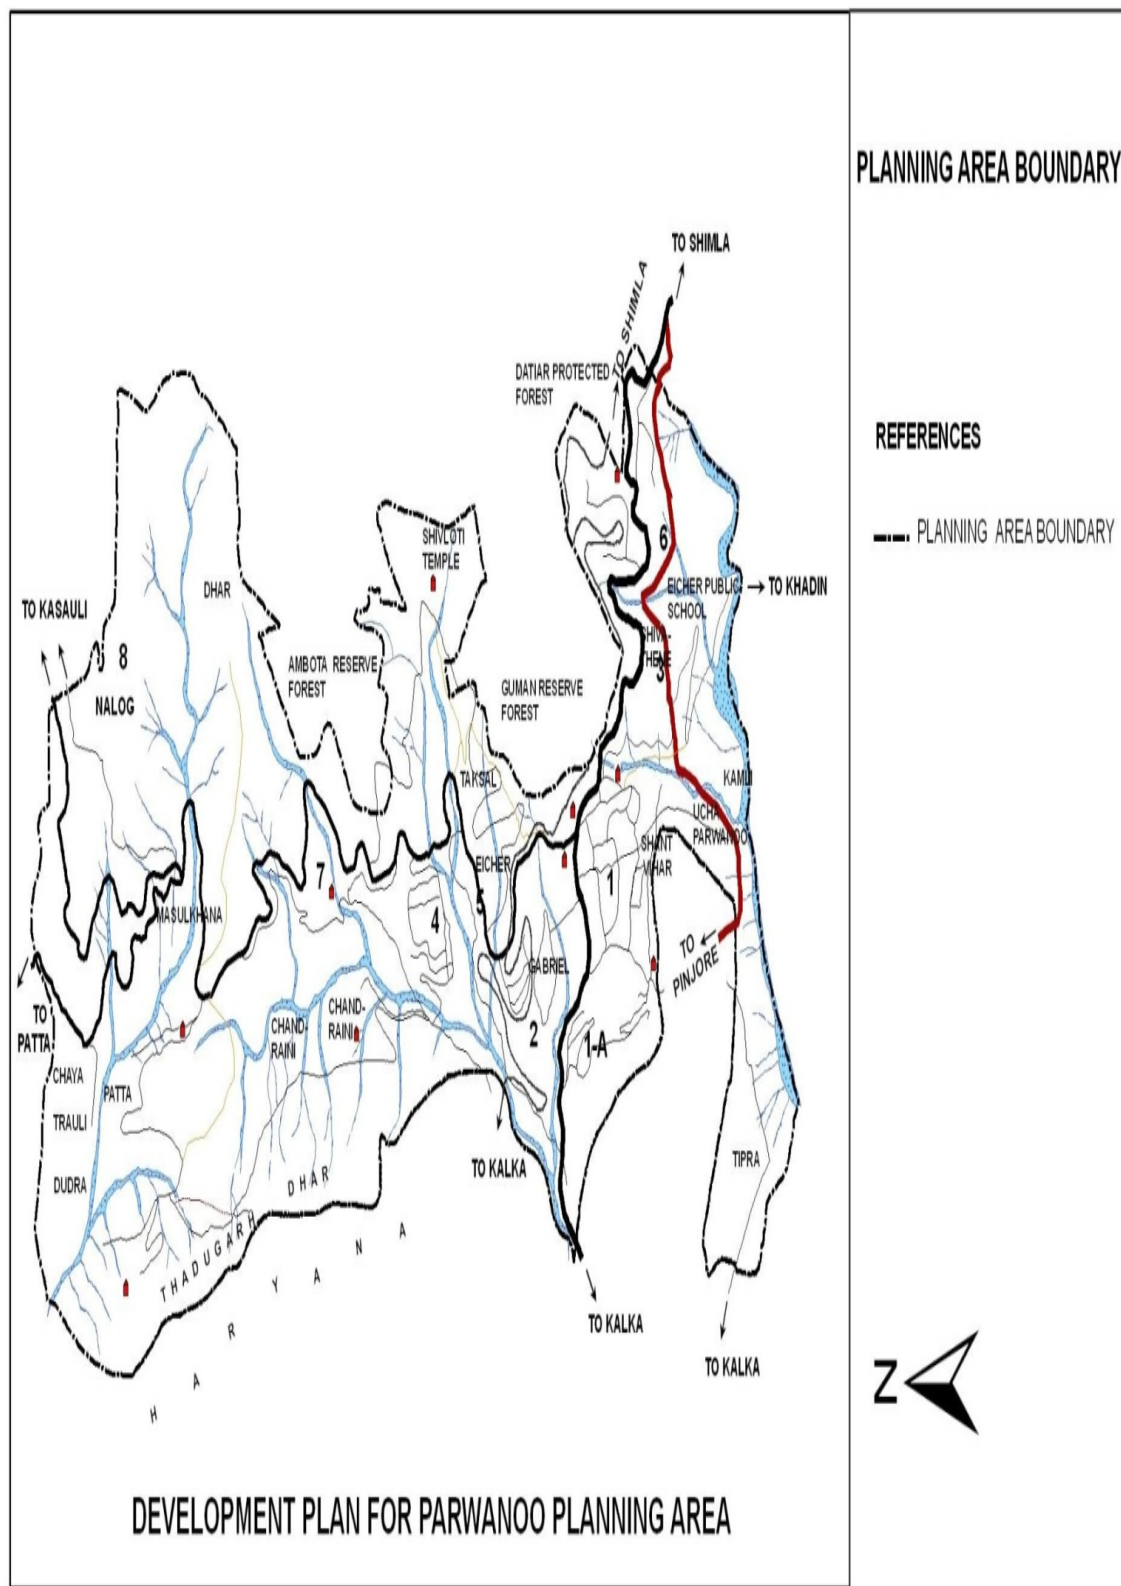 PLANNING AREA BOUNDARY
TO SHIMLA
TO SHIMLA
DATIAR PROTECTED
FOREST
REFERENCES
PLANNING AREA BOUNDARY
SHIVLOTI
TEMPLE
6
DHAR
EICHER PUBLIC
SCHOOL
TO KHADIN
TO KASAULI
8
NALOG
AMBOTA RESERVE
FOREST
GUMAN RESERVE
FOREST
SHIVA-
THENE
3
TAKSAL
KAMLI
UCHA
PARWANOO
SHANT
VIHAR
EICHER
7
1
5
4
MASULKHANA
GABRIEL
TO
PINJORE
TO
PATTA
CHAND-
RAINI
CHAND-
RAINI
2
1-A
CHAYA
PATTA
TRAULI
DUDRA
TO KALKA
TIPRA
THADUGARH DHAR
HARYANA
TO KALKA
TO KALKA
Z
DEVELOPMENT PLAN FOR PARWANOO PLANNING AREA